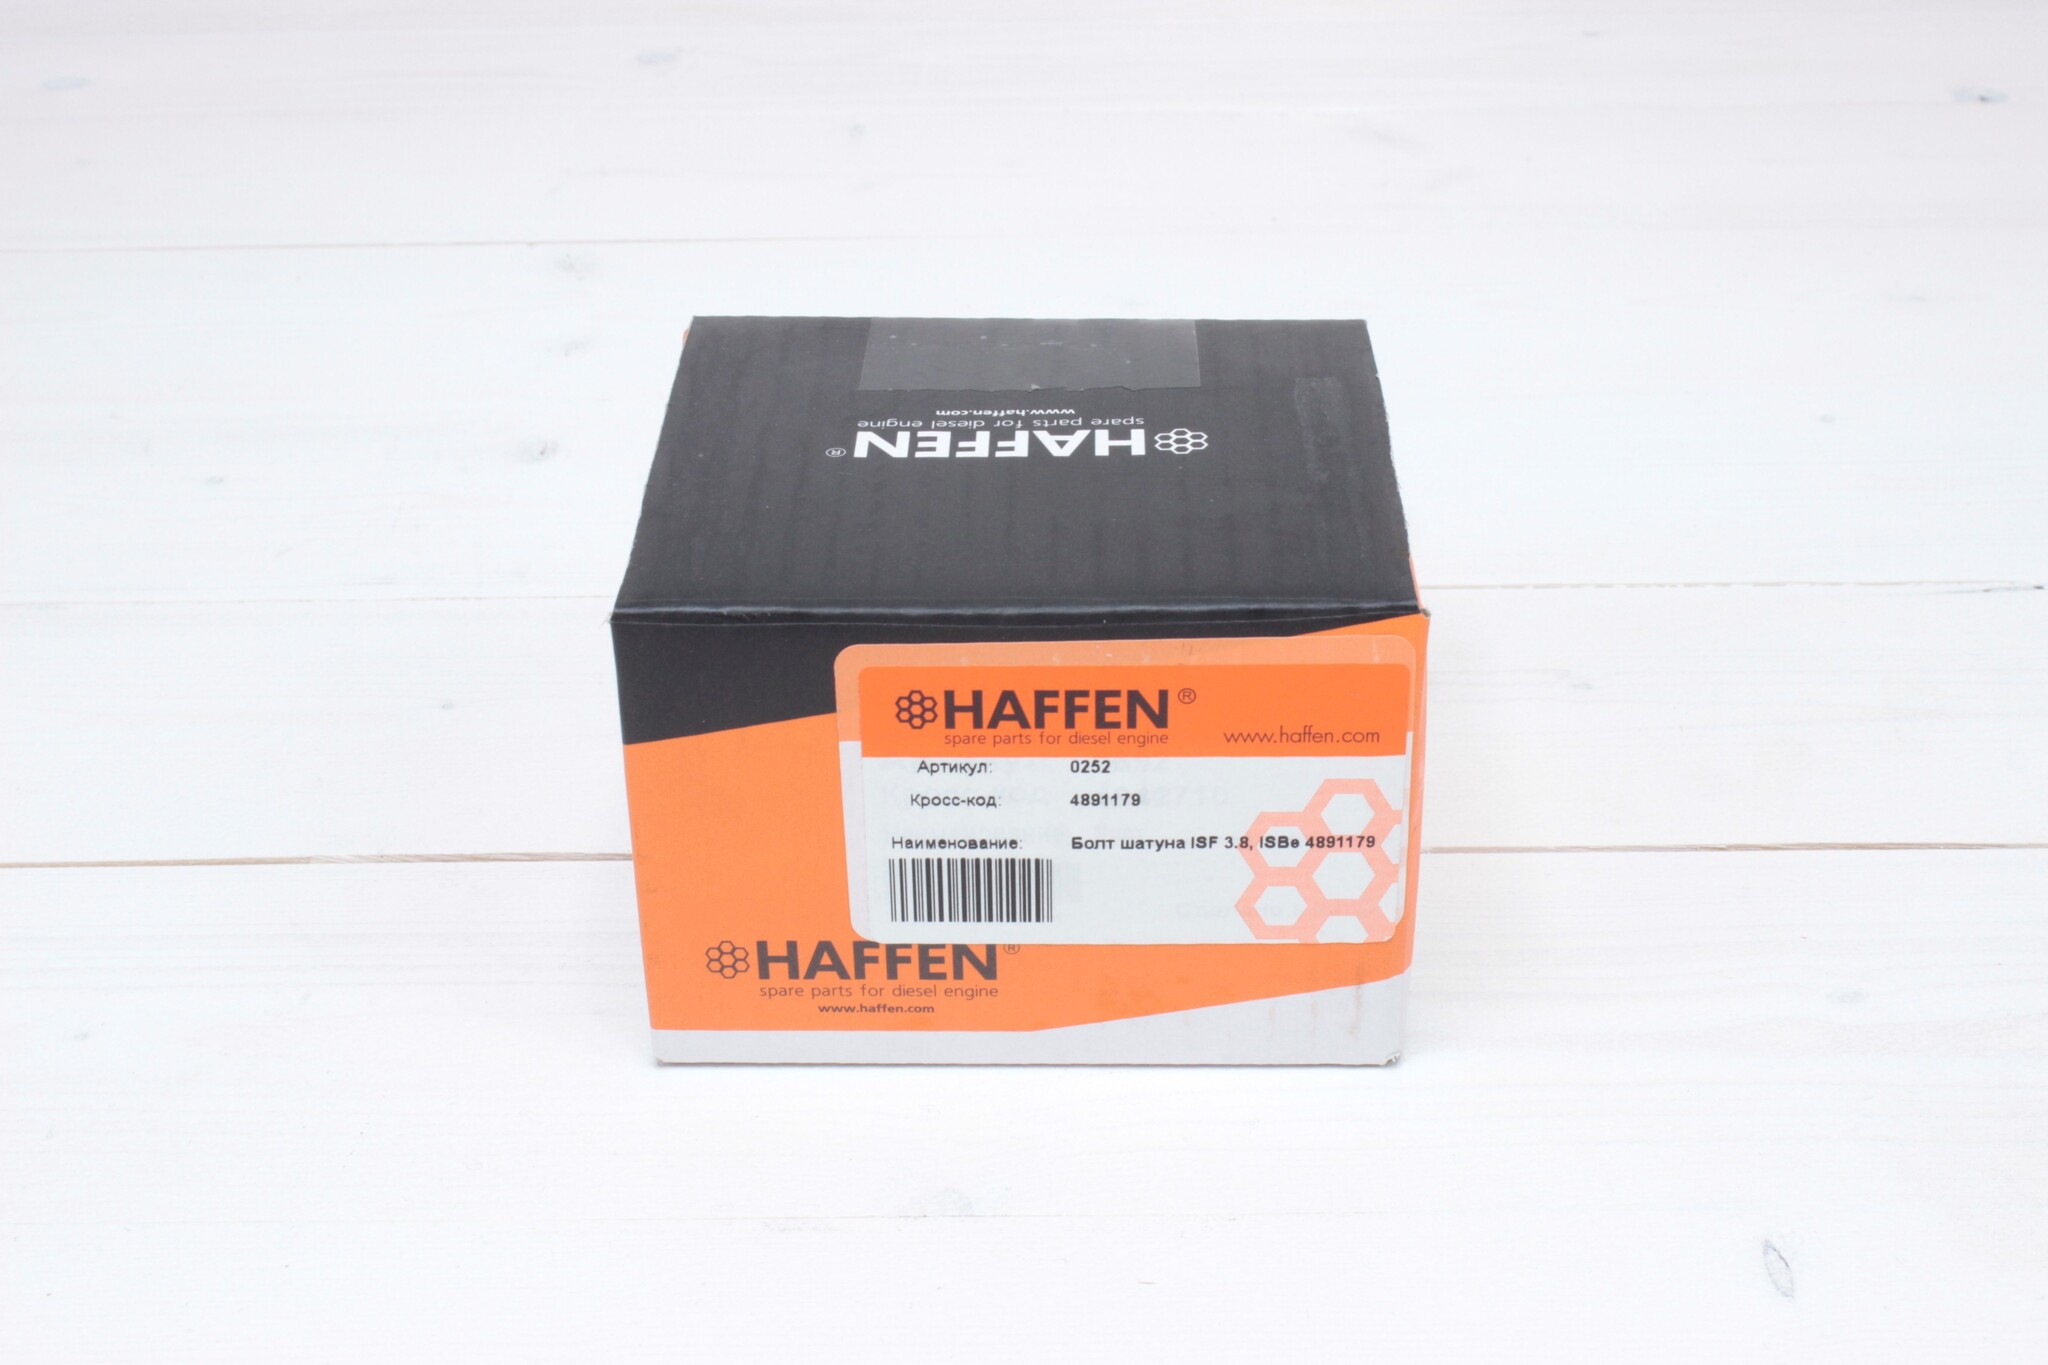 HAFFEN®
spare parts for diesel engine
www.haffen.com
HAFFEN®
spare parts for diesel engine
www.haffen.com
Артикул: 0252
Кросс-код: 4891179
Наименование: Болт шатуна ISF 3.8, ISBe 4891179
HAFFEN®
spare parts for diesel engine
www.haffen.com